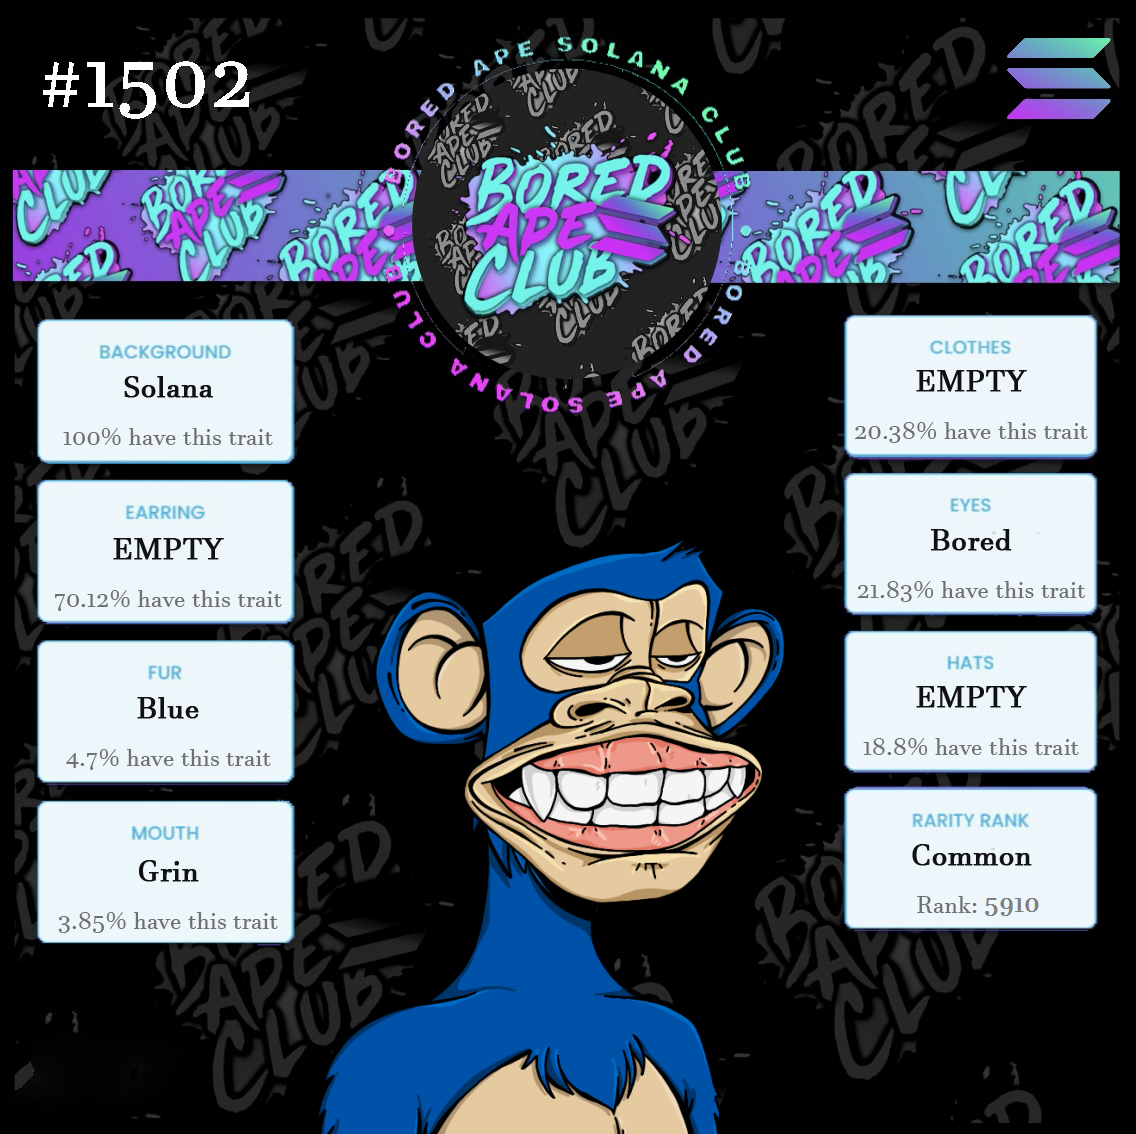 #1502
BORED APE SOLANA CLUB
BORED APE SOLANA CLUB
BORED
APE
CLUB
BACKGROUND
Solana
100% have this trait
EARRING
EMPTY
70.12% have this trait
FUR
Blue
4.7% have this trait
MOUTH
Grin
3.85% have this trait
CLOTHES
EMPTY
20.38% have this trait
EYES
Bored
21.83% have this trait
HATS
EMPTY
18.8% have this trait
RARITY RANK
Common
Rank: 5910